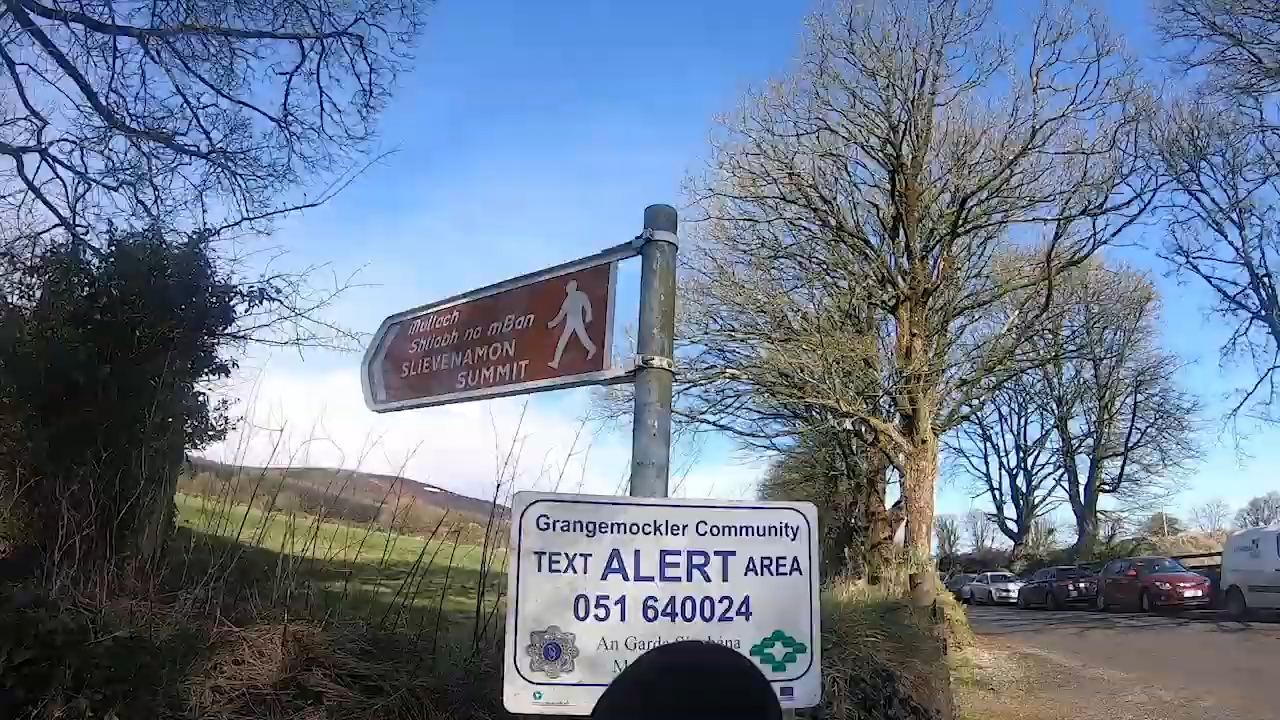 Mullach
Shliabh na mBan
SLIEVENAMON
SUMMIT
Grangemockler Community
TEXT ALERT AREA
051 640024
An Garda